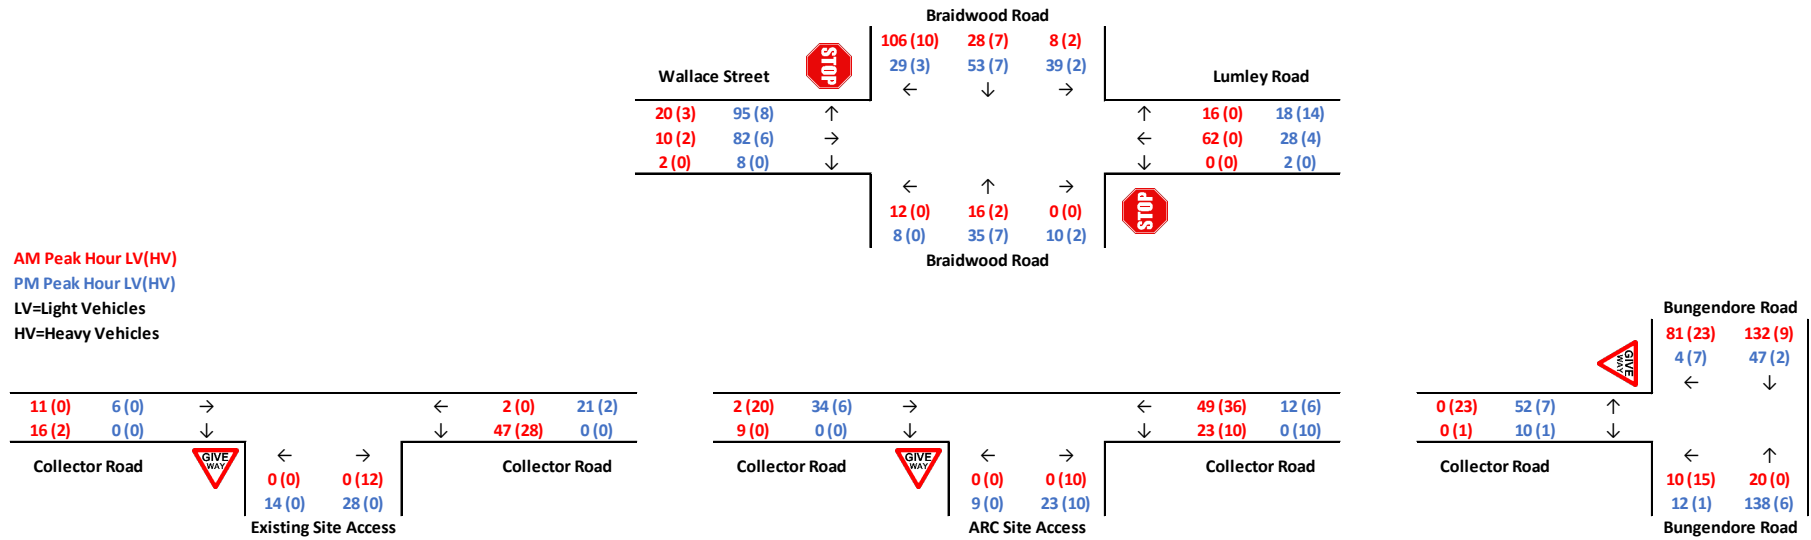 Braidwood Road
106 (10) 28 (7) 8 (2)
29 (3) 53 (7) 39 (2)
← ↓ →
STOP
Wallace Street
Lumley Road
20 (3) 95 (8) ↑
10 (2) 82 (6) →
2 (0) 8 (0) ↓
↑ 16 (0) 18 (14)
← 62 (0) 28 (4)
↓ 0 (0) 2 (0)
← ↑ →
12 (0) 16 (2) 0 (0)
8 (0) 35 (7) 10 (2)
STOP
Braidwood Road
AM Peak Hour LV(HV)
PM Peak Hour LV(HV)
LV=Light Vehicles
HV=Heavy Vehicles
11 (0) 6 (0) →
16 (2) 0 (0) ↓
← 2 (0) 21 (2)
↓ 47 (28) 0 (0)
Collector Road
GIVE
WAY
Collector Road
← →
0 (0) 0 (12)
14 (0) 28 (0)
Existing Site Access
2 (20) 34 (6) →
9 (0) 0 (0) ↓
← 49 (36) 12 (6)
↓ 23 (10) 0 (10)
Collector Road
GIVE
WAY
Collector Road
← →
0 (0) 0 (10)
9 (0) 23 (10)
ARC Site Access
Bungendore Road
81 (23) 132 (9)
4 (7) 47 (2)
← ↓
GIVE
WAY
0 (23) 52 (7) ↑
0 (1) 10 (1) ↓
Collector Road
← ↑
10 (15) 20 (0)
12 (1) 138 (6)
Bungendore Road